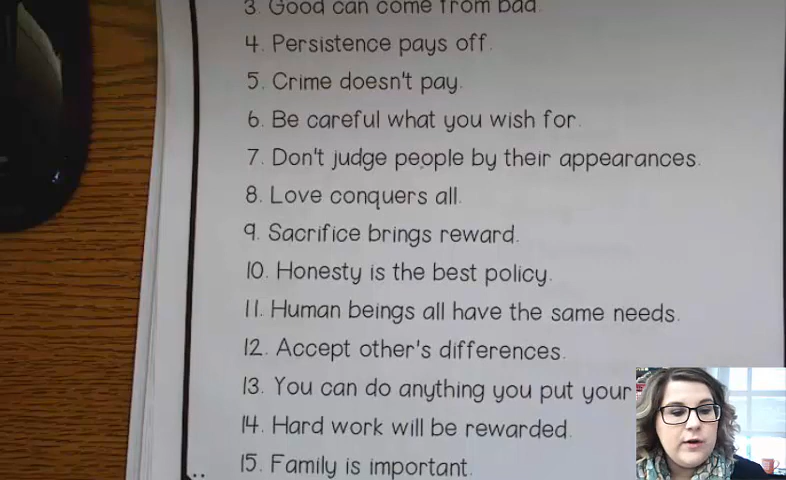 3. Good can come from bad.
4. Persistence pays off.
5. Crime doesn't pay.
6. Be careful what you wish for.
7. Don't judge people by their appearances.
8. Love conquers all.
9. Sacrifice brings reward.
10. Honesty is the best policy.
11. Human beings all have the same needs.
12. Accept other's differences.
13. You can do anything you put your
14. Hard work will be rewarded.
15. Family is important.